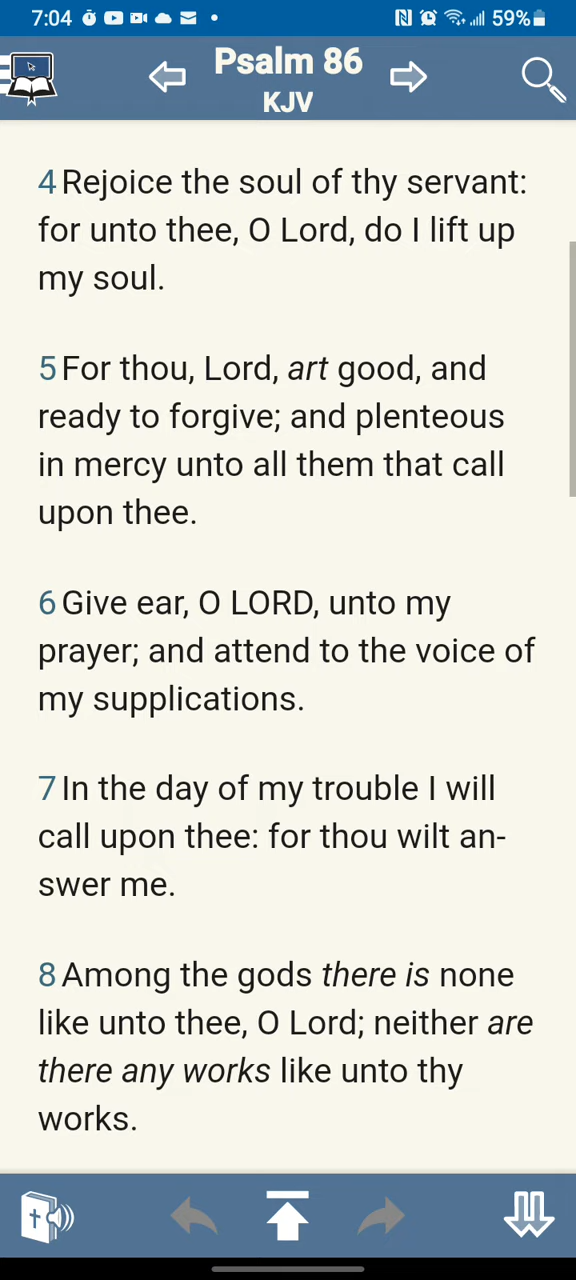 7:04
59%
Psalm 86
KJV
4 Rejoice the soul of thy servant:
for unto thee, O Lord, do I lift up
my soul.
5 For thou, Lord, art good, and
ready to forgive; and plenteous
in mercy unto all them that call
upon thee.
6 Give ear, O LORD, unto my
prayer; and attend to the voice of
my supplications.
7 In the day of my trouble I will
call upon thee: for thou wilt an-
swer me.
8 Among the gods there is none
like unto thee, O Lord; neither are
there any works like unto thy
works.